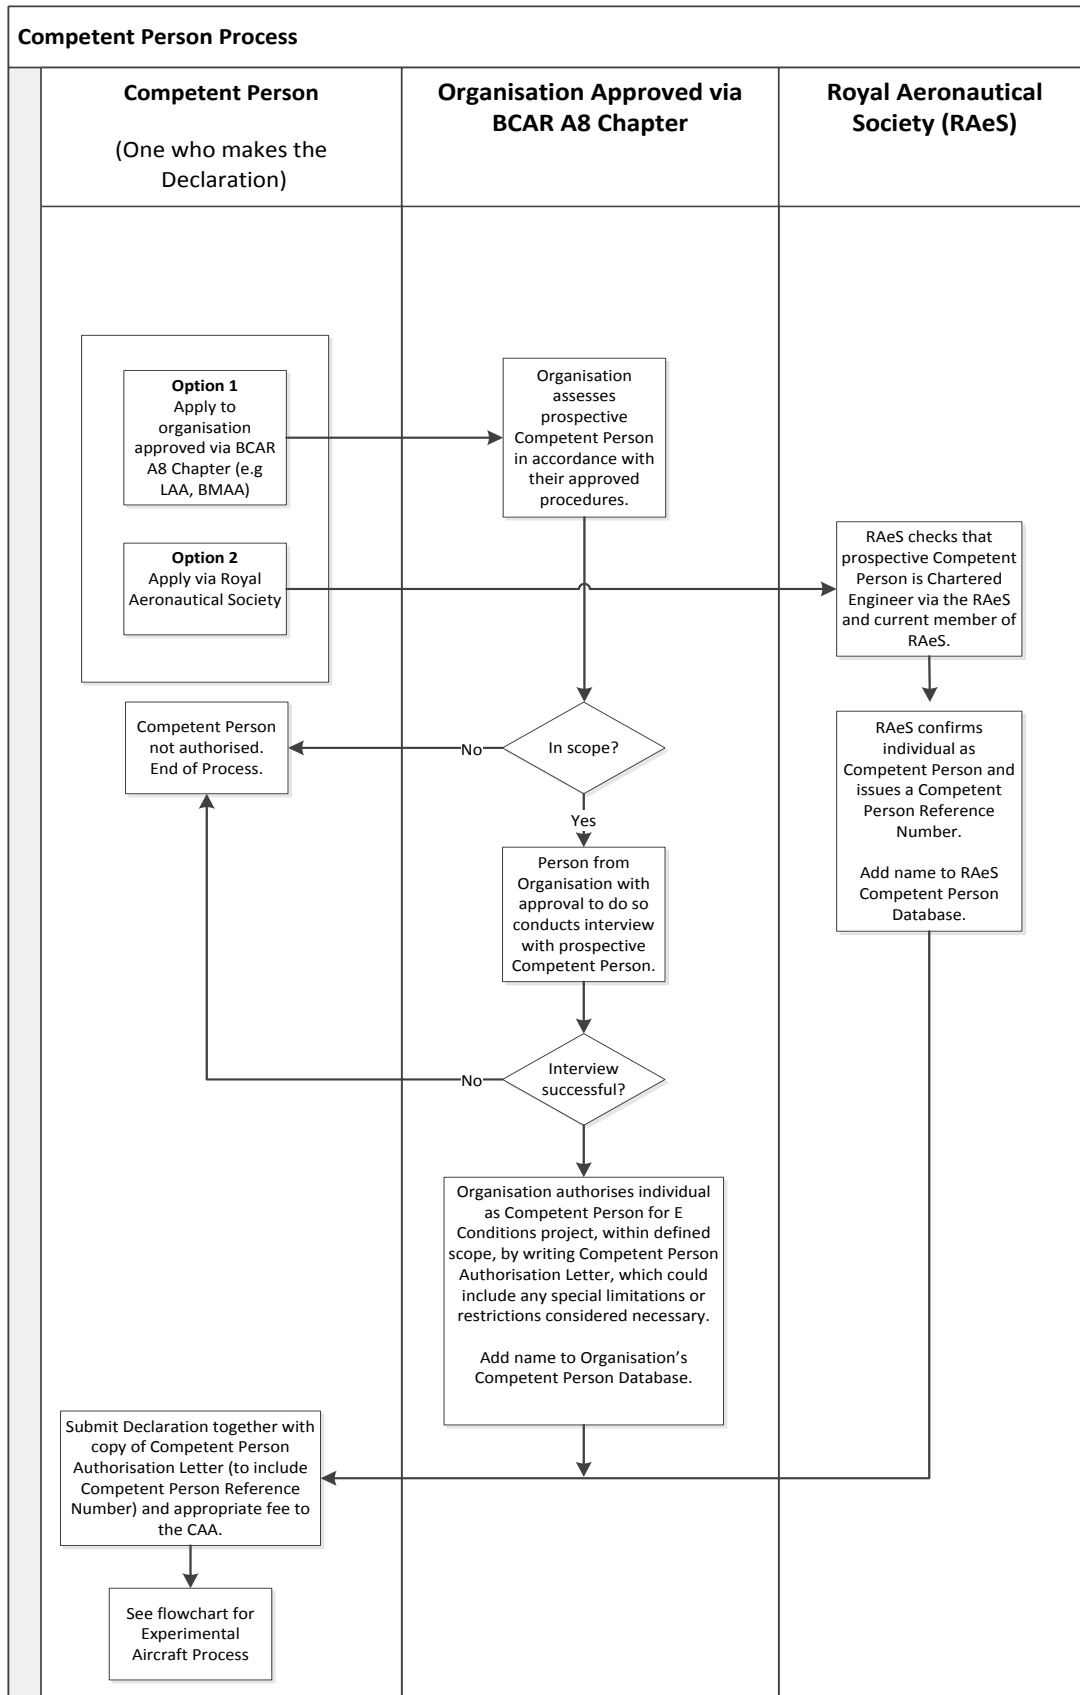 Competent Person Process
Competent Person
(One who makes the
Declaration)
Organisation Approved via
BCAR A8 Chapter
Royal Aeronautical
Society (RAeS)
Option 1
Apply to
organisation
approved via BCAR
A8 Chapter (e.g
LAA, BMAA)
Organisation
assesses
prospective
Competent Person
in accordance with
their approved
procedures.
Option 2
Apply via Royal
Aeronautical Society
RAeS checks that
prospective Competent
Person is Chartered
Engineer via the RAeS
and current member of
RAeS.
Competent Person
not authorised.
End of Process.
No
In scope?
RAeS confirms
individual as
Competent Person and
issues a Competent
Person Reference
Number.
Add name to RAeS
Competent Person
Database.
Yes
Person from
Organisation with
approval to do so
conducts interview
with prospective
Competent Person.
No
Interview
successful?
Organisation authorises individual
as Competent Person for E
Conditions project, within defined
scope, by writing Competent Person
Authorisation Letter, which could
include any special limitations or
restrictions considered necessary.
Add name to Organisation’s
Competent Person Database.
Submit Declaration together with
copy of Competent Person
Authorisation Letter (to include
Competent Person Reference
Number) and appropriate fee to
the CAA.
See flowchart for
Experimental
Aircraft Process